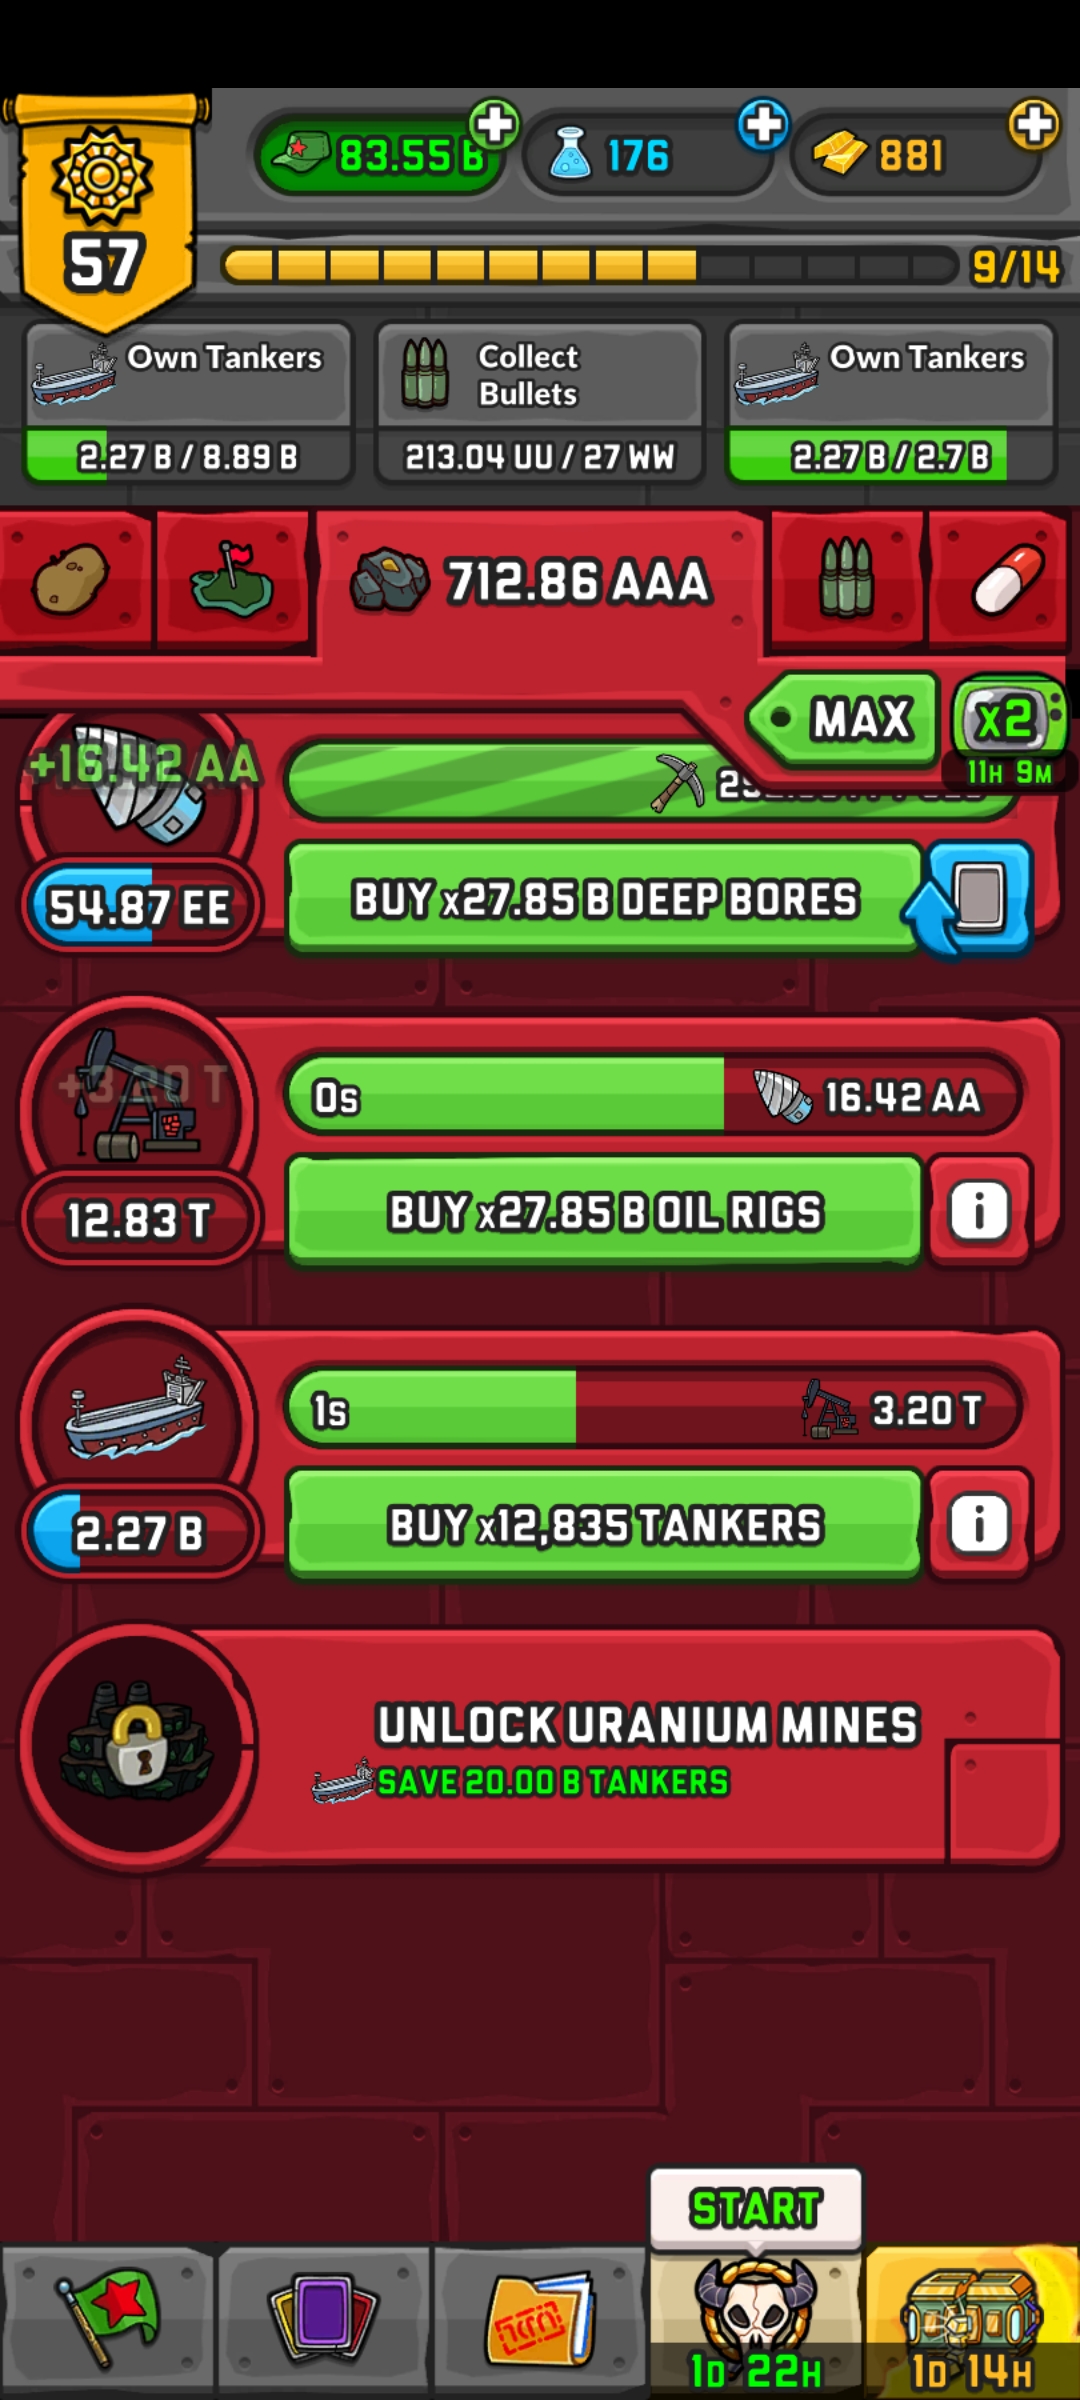 83.55 B
176
881
57
9/14
Own Tankers
Collect
Bullets
Own Tankers
2.27 B / 8.89 B
213.04 UU / 27 WW
2.27 B / 2.7 B
712.86 AAA
MAX
x2
11H 9M
+16.42 AA
54.87 EE
BUY x27.85 B DEEP BORES
+3.20 T
0s
16.42 AA
12.83 T
BUY x27.85 B OIL RIGS
i
1s
3.20 T
2.27 B
BUY x12,835 TANKERS
i
UNLOCK URANIUM MINES
SAVE 20.00 B TANKERS
START
1D 22H
1D 14H